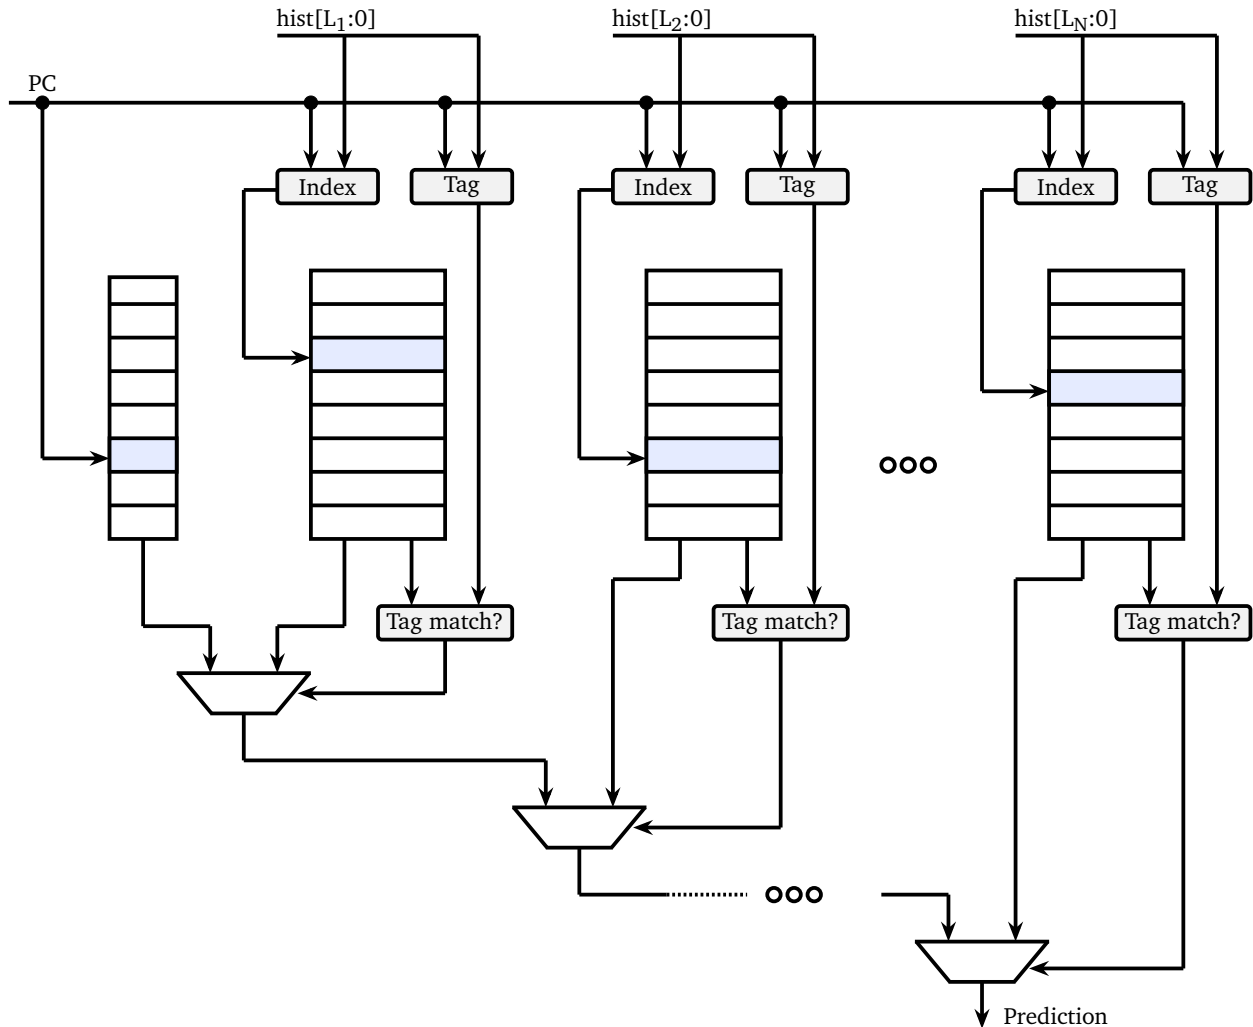 hist[L1:0] hist[L2:0] hist[LN:0]
PC
Index Tag Index Tag Index Tag
Tag match? Tag match? Tag match?
Prediction